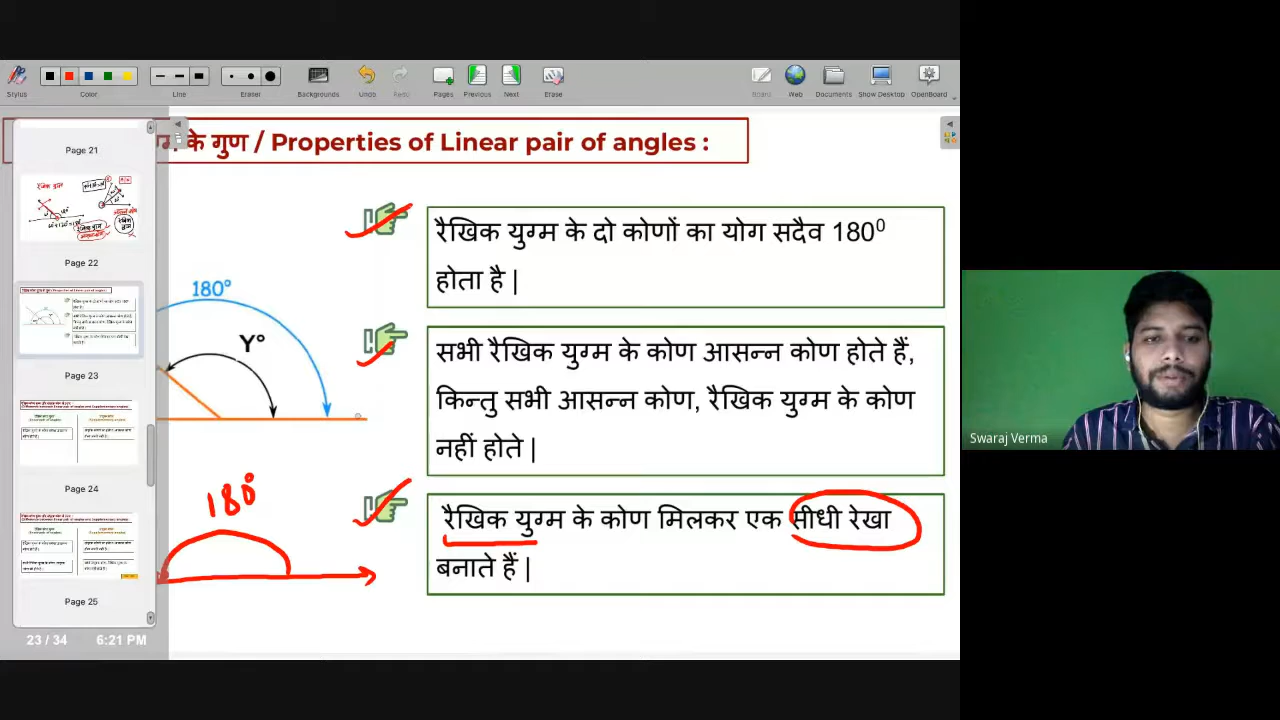 Stylus
Color
Line
Eraser
Backgrounds
Undo
Redo
Pages
Previous
Next
Erase
Board
Web
Documents
Show Desktop
OpenBoard
के गुण / Properties of Linear pair of angles :
Page 21
Page 22
Page 23
Page 24
Page 25
23 / 34 6:21 PM
180°
Y°
180°
रैखिक युग्म के दो कोणों का योग सदैव 180⁰
होता है |
सभी रैखिक युग्म के कोण आसन्न कोण होते हैं,
किन्तु सभी आसन्न कोण, रैखिक युग्म के कोण
नहीं होते |
रैखिक युग्म के कोण मिलकर एक सीधी रेखा
बनाते हैं |
Swaraj Verma